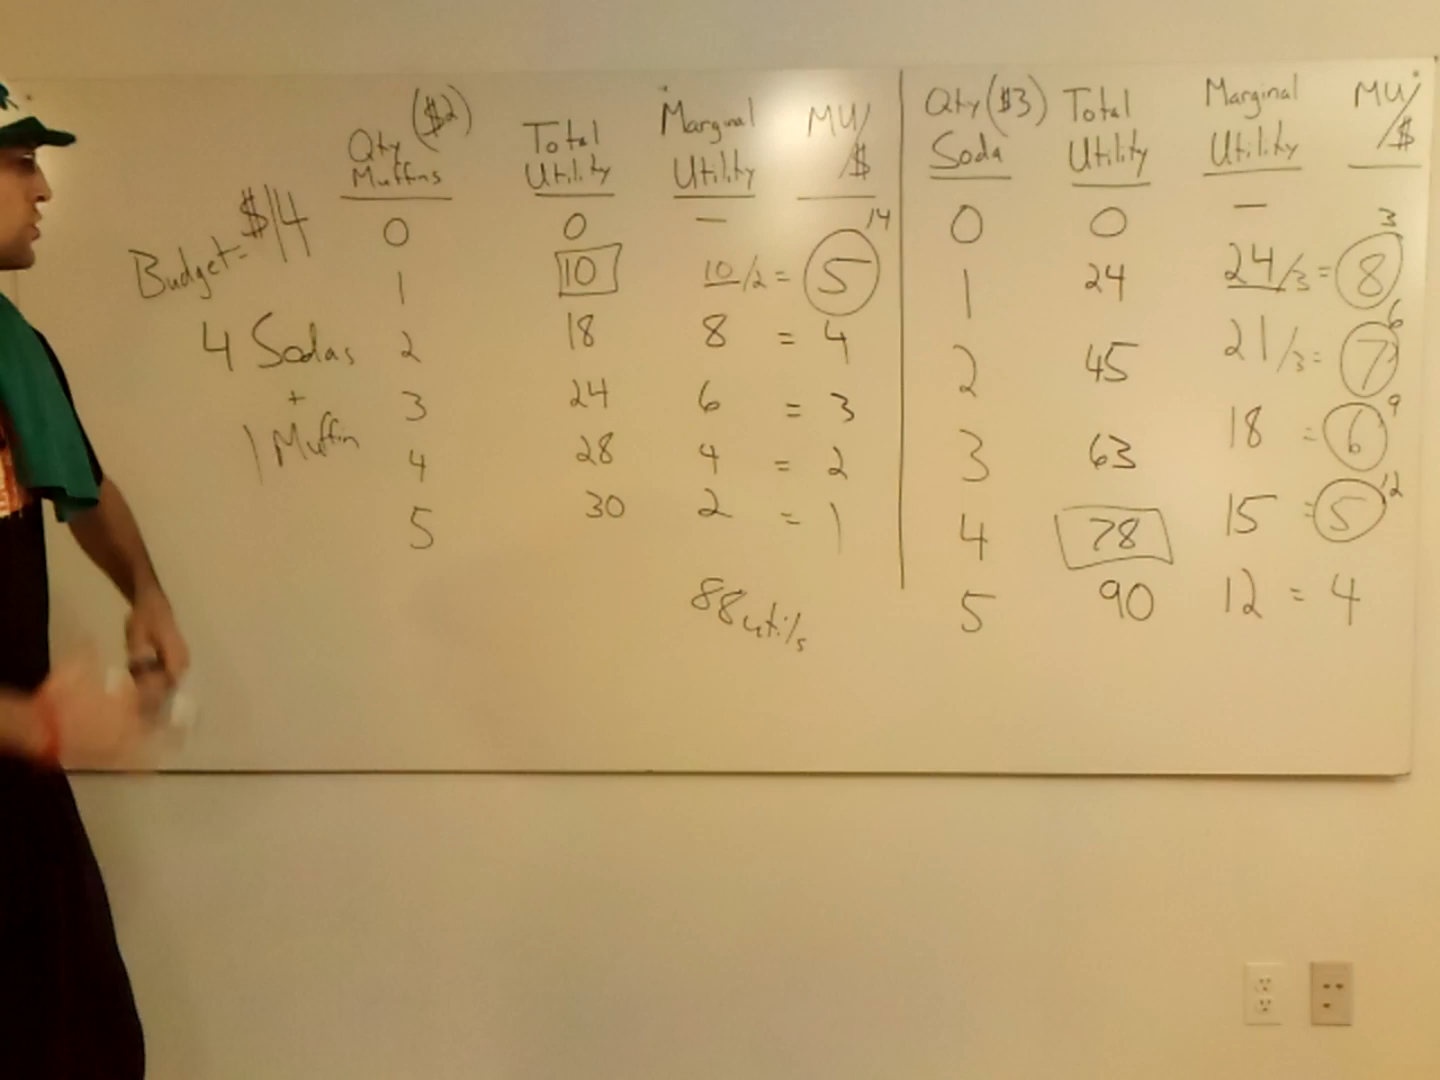 Budget = $14
4 Sodas
+
1 Muffin
Qty ($2) Muffins | Total Utility | Marginal Utility | MU/$ | Qty ($3) Soda | Total Utility | Marginal Utility | MU/$
0 | 0 | — | | 0 | 0 | — |
1 | 10 | 10/2 = | 5 14 | 1 | 24 | 24/3 = | 8 3
2 | 18 | 8 | = 4 | 2 | 45 | 21/3 = | 7 6
3 | 24 | 6 | = 3 | 3 | 63 | 18 | = 6 9
4 | 28 | 4 | = 2 | 4 | 78 | 15 | = 5 12
5 | 30 | 2 | = 1 | 5 | 90 | 12 | = 4
88 utils